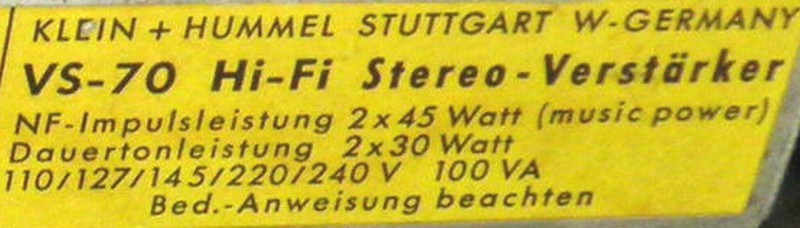 KLEIN + HUMMEL STUTTGART W-GERMANY
VS-70 Hi-Fi Stereo-Verstärker
NF-Impulsleistung 2x45 Watt (music power)
Dauertonleistung 2x30 Watt
110/127/145/220/240 V 100 VA
Bed.-Anweisung beachten